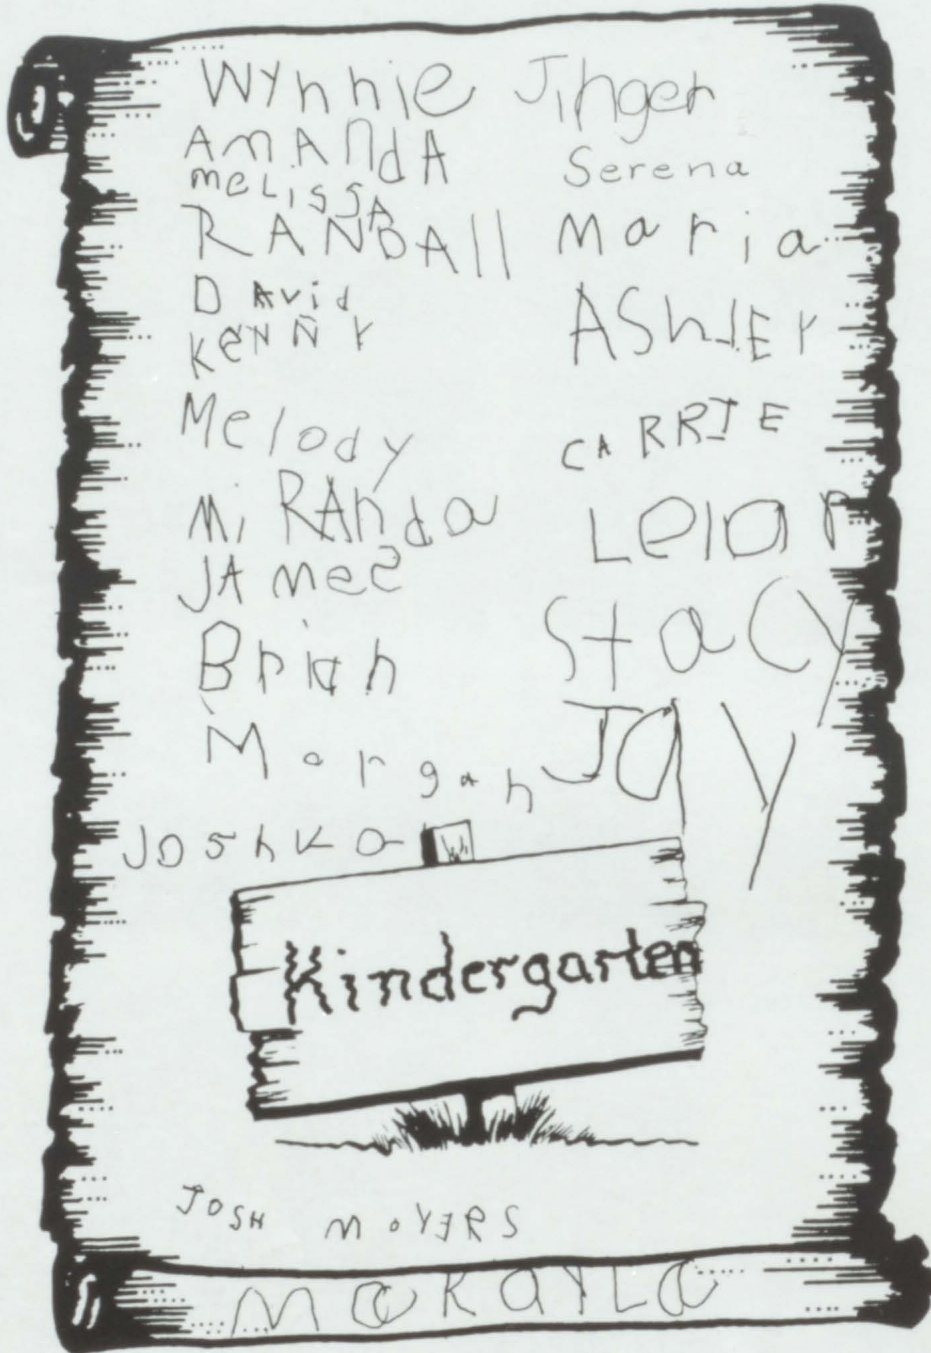 Wynnie Jinger
AMANdA Serena
meLissA
RANDAll Maria
DAvid
KeNNY AShlEY
Melody CARRIE
MiRANda Lelan
JAmes Stacy
Brian
Morgan Jay
Joshua W.
Kindergarten
JOSH MOYERS
MaKaYLa